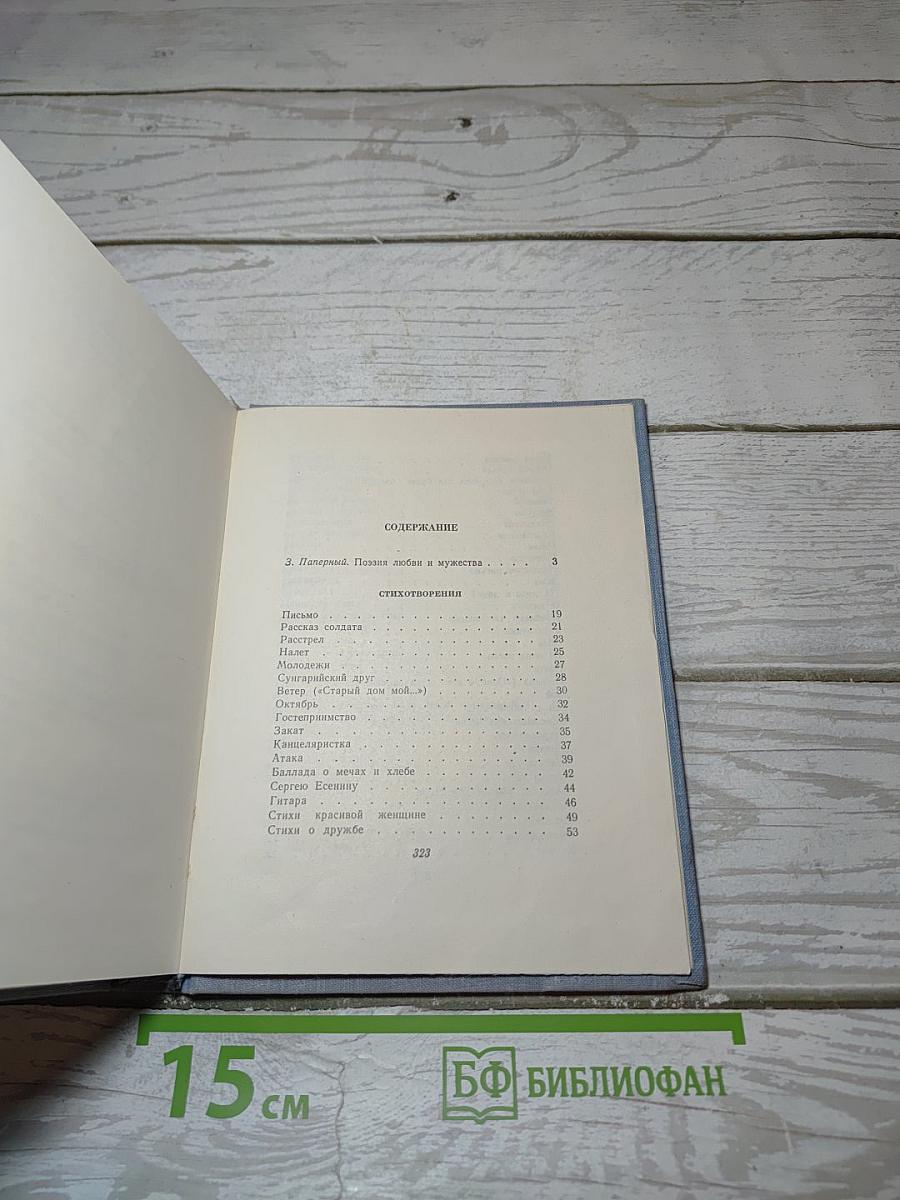 СОДЕРЖАНИЕ
З. Паперный. Поэзия любви и мужества . . . . 3
СТИХОТВОРЕНИЯ
Письмо . . . . . . . . . . . . . . 19
Рассказ солдата . . . . . . . . . . . . 21
Расстрел . . . . . . . . . . . . . . 23
Налет . . . . . . . . . . . . . . . 25
Молодежи . . . . . . . . . . . . . . 27
Сунгарийский друг . . . . . . . . . . . 28
Ветер («Старый дом мой...») . . . . . . . . 30
Октябрь . . . . . . . . . . . . . . 32
Гостеприимство . . . . . . . . . . . . 34
Закат . . . . . . . . . . . . . . . 35
Канцеляристка . . . . . . . . . . . . 37
Атака . . . . . . . . . . . . . . . 39
Баллада о мечах и хлебе . . . . . . . . . 42
Сергею Есенину . . . . . . . . . . . . 44
Гитара . . . . . . . . . . . . . . . 46
Стихи красивой женщине . . . . . . . . 49
Стихи о дружбе . . . . . . . . . . . . 53
323
15 см
БФ БИБЛИОФАН